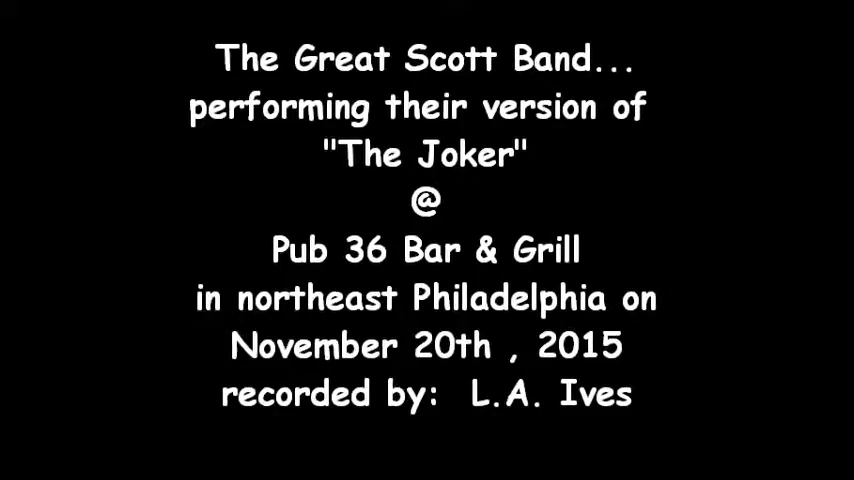 The Great Scott Band...
performing their version of
"The Joker"
@
Pub 36 Bar & Grill
in northeast Philadelphia on
November 20th , 2015
recorded by:  L.A. Ives